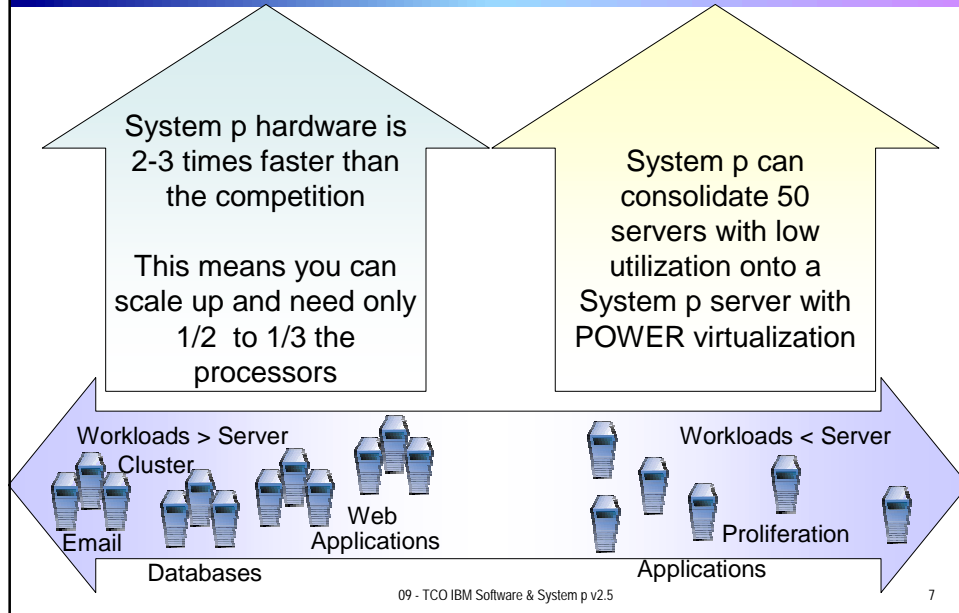 System p hardware is
2-3 times faster than
the competition
This means you can
scale up and need only
1/2 to 1/3 the
processors
System p can
consolidate 50
servers with low
utilization onto a
System p server with
POWER virtualization
Workloads > Server
Cluster
Email
Databases
Web
Applications
Workloads < Server
Proliferation
Applications
09 - TCO IBM Software & System p v2.5
7